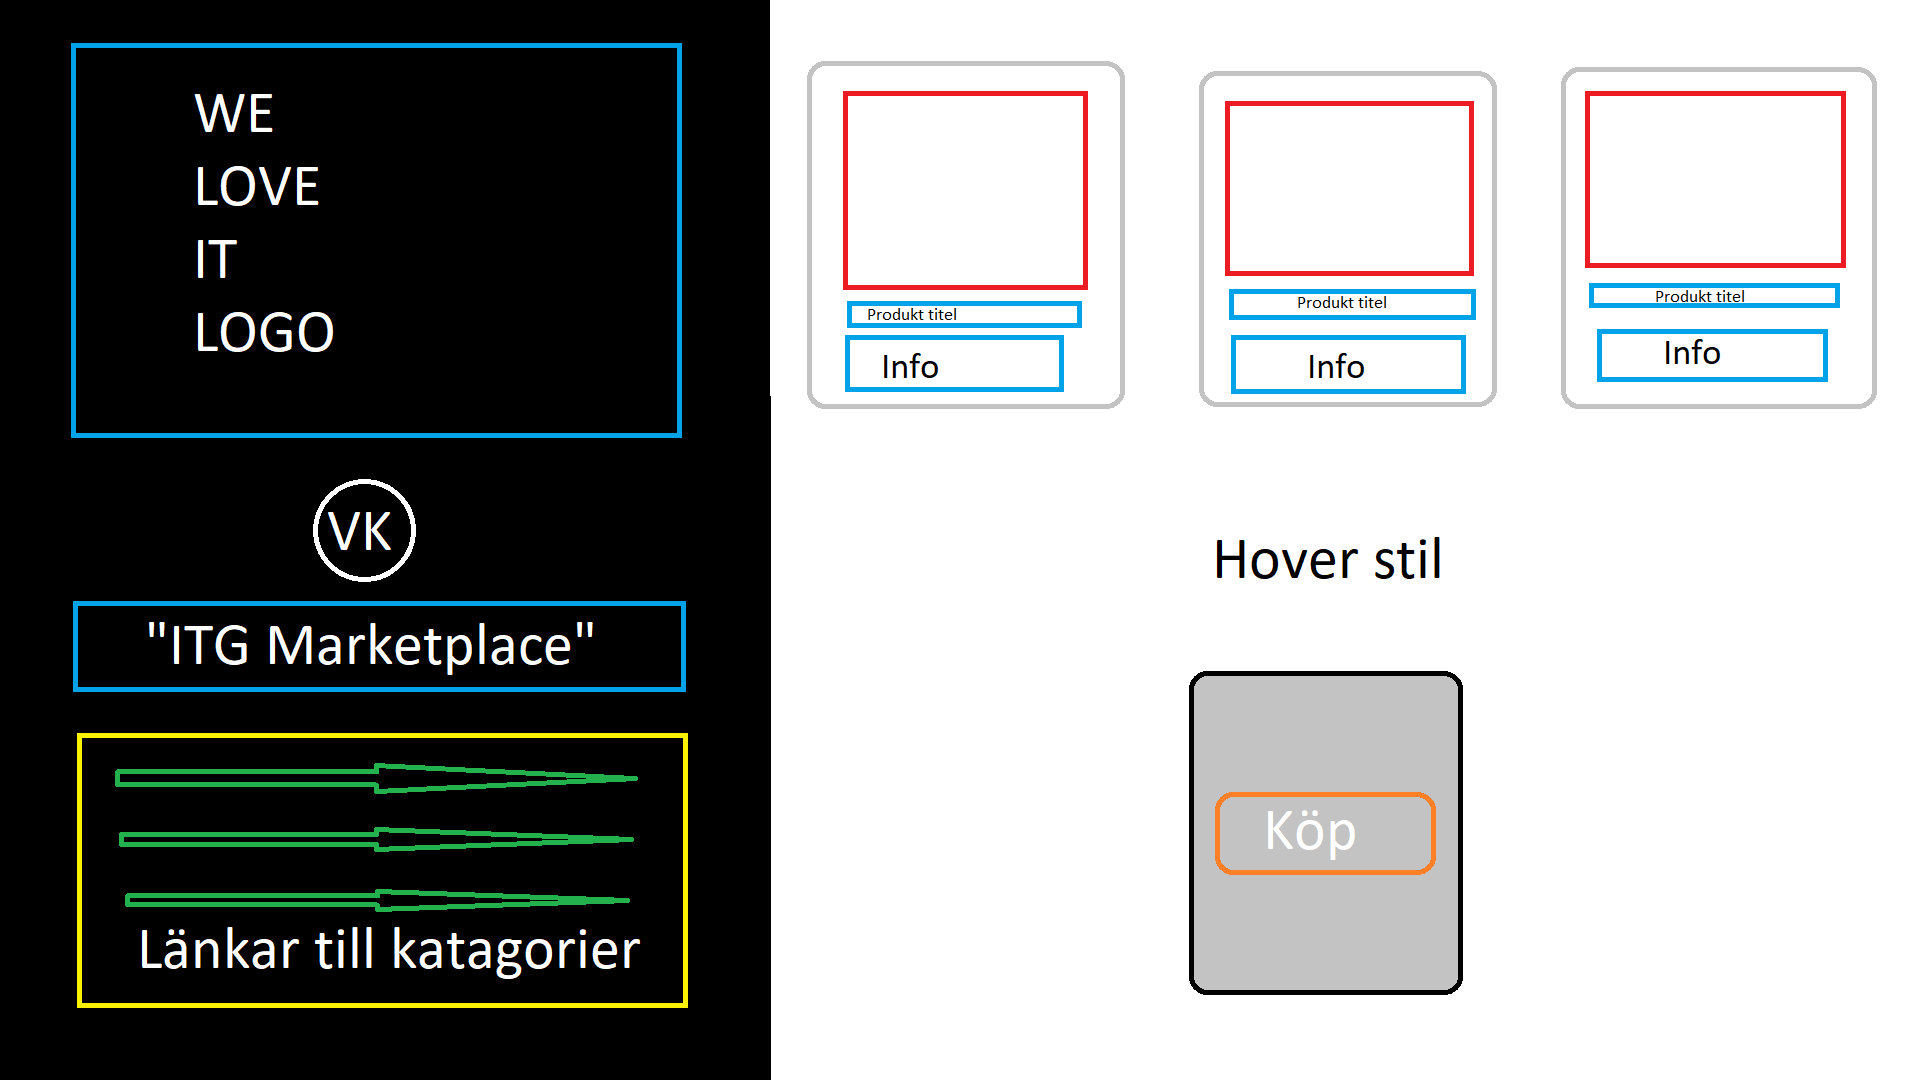 WE
LOVE
IT
LOGO
VK
"ITG Marketplace"
Länkar till katagorier
Produkt titel
Info
Produkt titel
Info
Produkt titel
Info
Hover stil
Köp